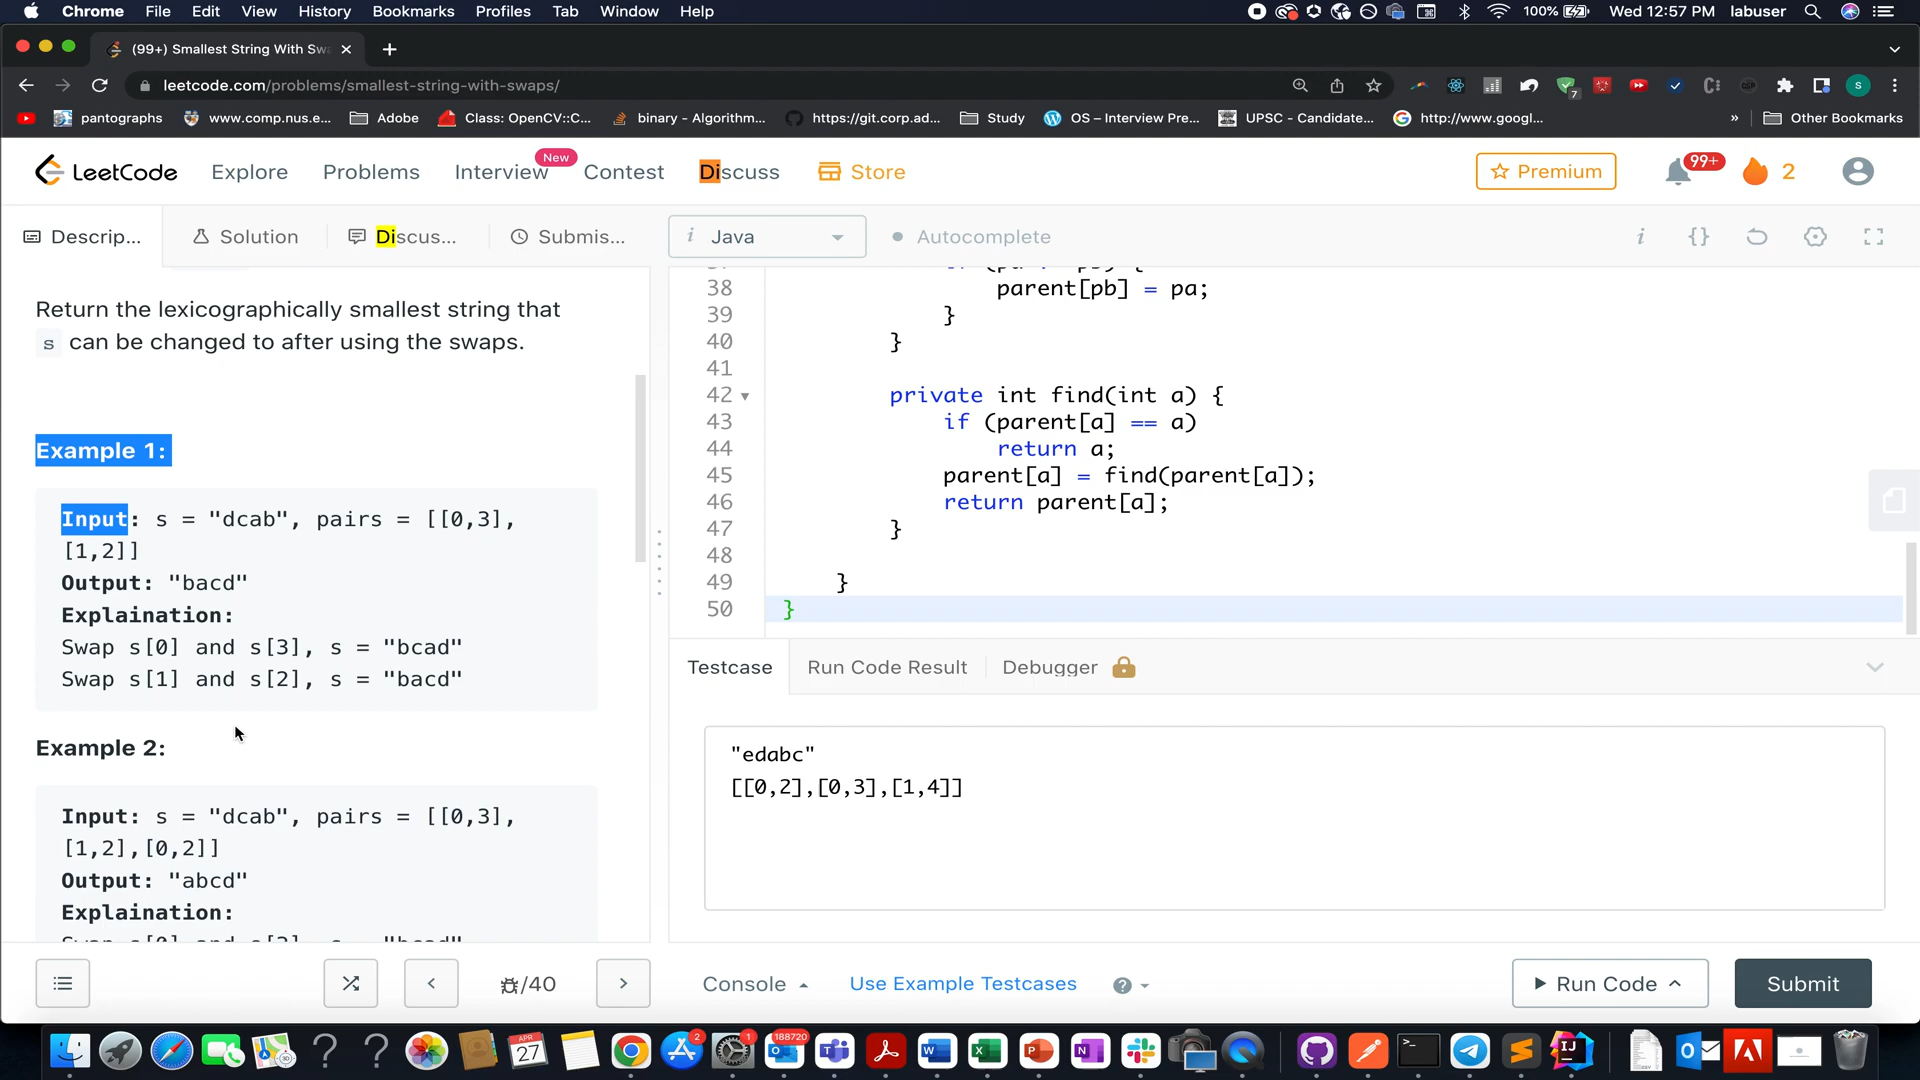 Chrome File Edit View History Bookmarks Profiles Tab Window Help 100% Wed 12:57 PM labuser
(99+) Smallest String With Swa
leetcode.com/problems/smallest-string-with-swaps/
7 S
pantographs www.comp.nus.e... Adobe Class: OpenCV::C... binary - Algorithm... https://git.corp.ad... Study OS – Interview Pre... UPSC - Candidate... http://www.googl... » Other Bookmarks
LeetCode Explore Problems Interview New Contest Discuss Store Premium 99+ 2
Descrip... Solution Discus... Submis... i Java Autocomplete i {}
Return the lexicographically smallest string that
s can be changed to after using the swaps.
Example 1:
Input: s = "dcab", pairs = [[0,3],
[1,2]]
Output: "bacd"
Explaination:
Swap s[0] and s[3], s = "bcad"
Swap s[1] and s[2], s = "bacd"
Example 2:
Input: s = "dcab", pairs = [[0,3],
[1,2],[0,2]]
Output: "abcd"
Explaination:
38 parent[pb] = pa;
39 }
40 }
41
42 private int find(int a) {
43 if (parent[a] == a)
44 return a;
45 parent[a] = find(parent[a]);
46 return parent[a];
47 }
48
49 }
50 }
Testcase Run Code Result Debugger
"edabc"
[[0,2],[0,3],[1,4]]
/40 Console Use Example Testcases ? Run Code Submit
APR 27 2 1 188720